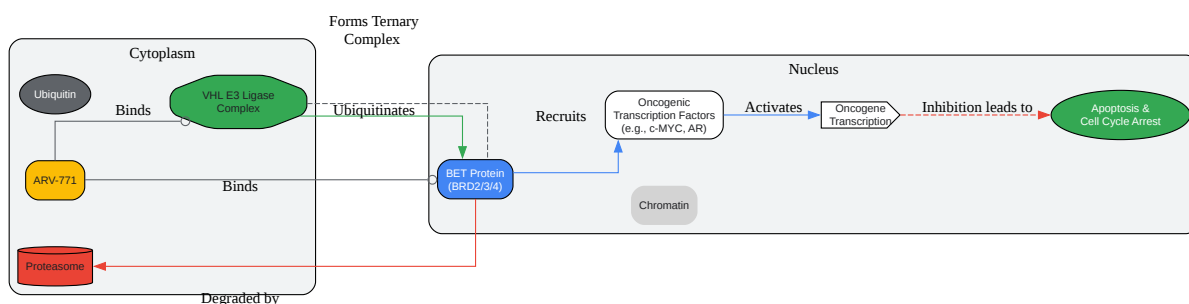 Forms Ternary
Complex
Cytoplasm
Nucleus
Ubiquitin
Binds
VHL E3 Ligase
Complex
Ubiquitinates
Recruits
Oncogenic
Transcription Factors
(e.g., c-MYC, AR)
Activates
Oncogene
Transcription
Inhibition leads to
Apoptosis &
Cell Cycle Arrest
ARV-771
Binds
BET Protein
(BRD2/3/4)
Chromatin
Proteasome
Degraded by